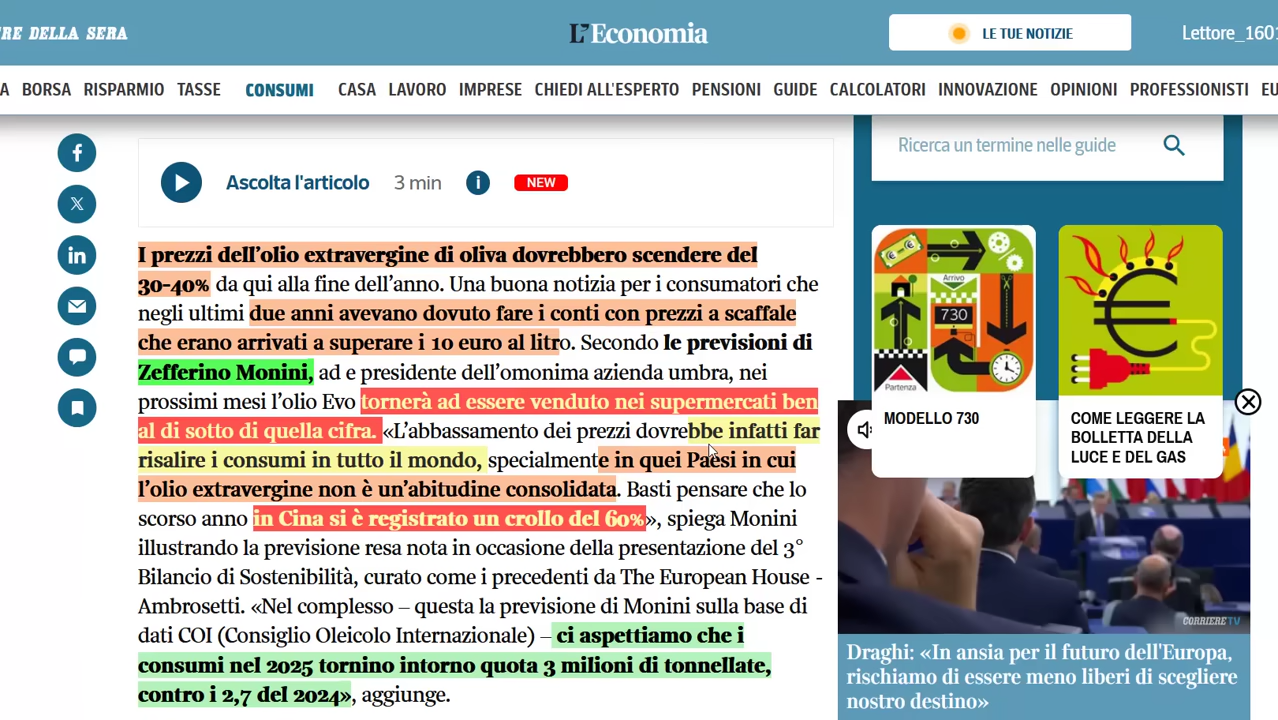 RE DELLA SERA
L'Economia
LE TUE NOTIZIE
Lettore_1601
A BORSA RISPARMIO TASSE CONSUMI CASA LAVORO IMPRESE CHIEDI ALL'ESPERTO PENSIONI GUIDE CALCOLATORI INNOVAZIONE OPINIONI PROFESSIONISTI EU
Ascolta l'articolo 3 min i NEW
I prezzi dell’olio extravergine di oliva dovrebbero scendere del
30-40% da qui alla fine dell’anno. Una buona notizia per i consumatori che
negli ultimi due anni avevano dovuto fare i conti con prezzi a scaffale
che erano arrivati a superare i 10 euro al litro. Secondo le previsioni di
Zefferino Monini, ad e presidente dell’omonima azienda umbra, nei
prossimi mesi l’olio Evo tornerà ad essere venduto nei supermercati ben
al di sotto di quella cifra. «L’abbassamento dei prezzi dovrebbe infatti far
risalire i consumi in tutto il mondo, specialmente in quei Paesi in cui
l’olio extravergine non è un’abitudine consolidata. Basti pensare che lo
scorso anno in Cina si è registrato un crollo del 60%», spiega Monini
illustrando la previsione resa nota in occasione della presentazione del 3°
Bilancio di Sostenibilità, curato come i precedenti da The European House -
Ambrosetti. «Nel complesso – questa la previsione di Monini sulla base di
dati COI (Consiglio Oleicolo Internazionale) – ci aspettiamo che i
consumi nel 2025 tornino intorno quota 3 milioni di tonnellate,
contro i 2,7 del 2024», aggiunge.
Ricerca un termine nelle guide
Arrivo
730
Partenza
MODELLO 730
COME LEGGERE LA
BOLLETTA DELLA
LUCE E DEL GAS
CORRIERE TV
Draghi: «In ansia per il futuro dell'Europa,
rischiamo di essere meno liberi di scegliere
nostro destino»